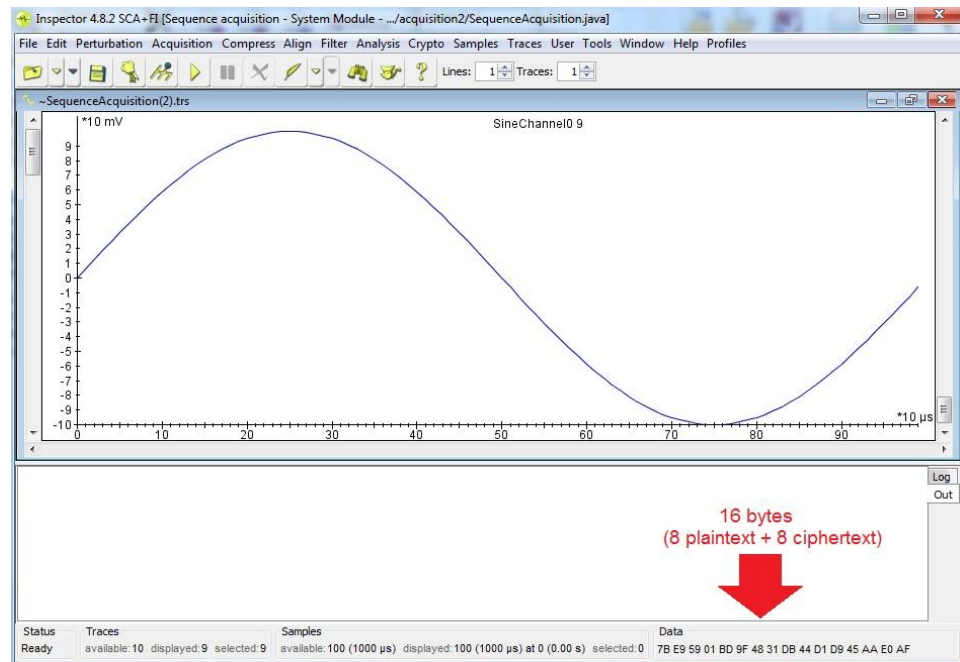 Inspector 4.8.2 SCA+FI [Sequence acquisition - System Module - .../acquisition2/SequenceAcquisition.java]
File Edit Perturbation Acquisition Compress Align Filter Analysis Crypto Samples Traces User Tools Window Help Profiles
Lines: 1 Traces: 1
~SequenceAcquisition(2).trs
*10 mV
SineChannel0 9
9
8
7
6
5
4
3
2
1
0
-1
-2
-3
-4
-5
-6
-7
-8
-9
-10
*10 µs
0 10 20 30 40 50 60 70 80 90
Log
Out
16 bytes
(8 plaintext + 8 ciphertext)
Status Traces Samples Data
Ready available: 10 displayed: 9 selected: 9 available: 100 (1000 µs) displayed: 100 (1000 µs) at 0 (0.00 s) selected: 0 7B E9 59 01 BD 9F 48 31 DB 44 D1 D9 45 AA E0 AF